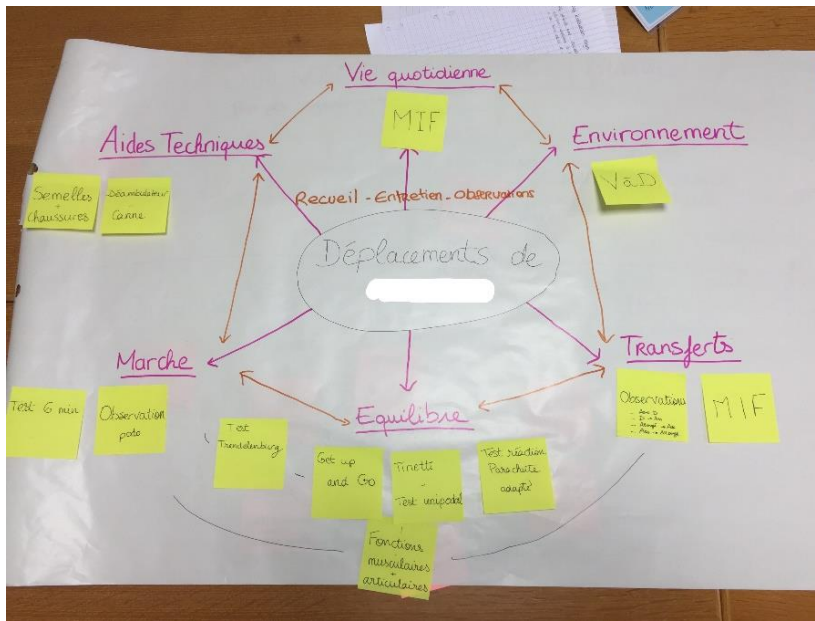 Vie quotidienne
MIF
Aides Techniques
Environnement
Semelles
+
chaussures
Déambulateur
-
Canne
VàD
Recueil - Entretien - Observations
Déplacements de
Marche
Transferts
Equilibre
Test 6 min
Observation
podo
Test
Trendelenburg
Get up
and Go
Tinetti
-
Test unipodal
Test réaction
Parachute
adapté
Observations
MIF
Fonctions
musculaires
+
articulaires